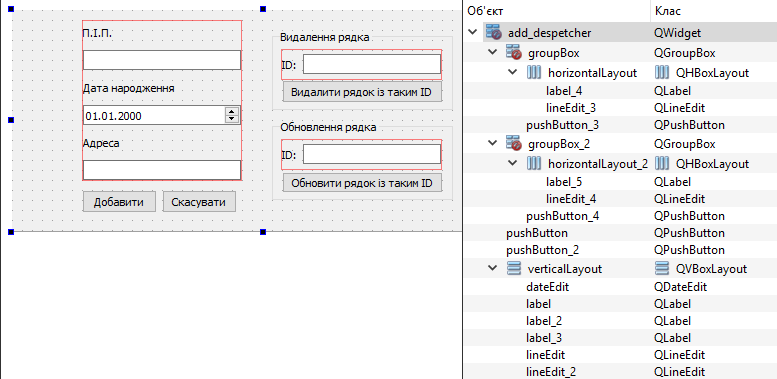 П.І.П.
Дата народження
01.01.2000
Адреса
Добавити
Скасувати
Видалення рядка
ID:
Видалити рядок із таким ID
Обновлення рядка
ID:
Обновити рядок із таким ID
Об'єкт Клас
add_despetcher QWidget
groupBox QGroupBox
horizontalLayout QHBoxLayout
label_4 QLabel
lineEdit_3 QLineEdit
pushButton_3 QPushButton
groupBox_2 QGroupBox
horizontalLayout_2 QHBoxLayout
label_5 QLabel
lineEdit_4 QLineEdit
pushButton_4 QPushButton
pushButton QPushButton
pushButton_2 QPushButton
verticalLayout QVBoxLayout
dateEdit QDateEdit
label QLabel
label_2 QLabel
label_3 QLabel
lineEdit QLineEdit
lineEdit_2 QLineEdit